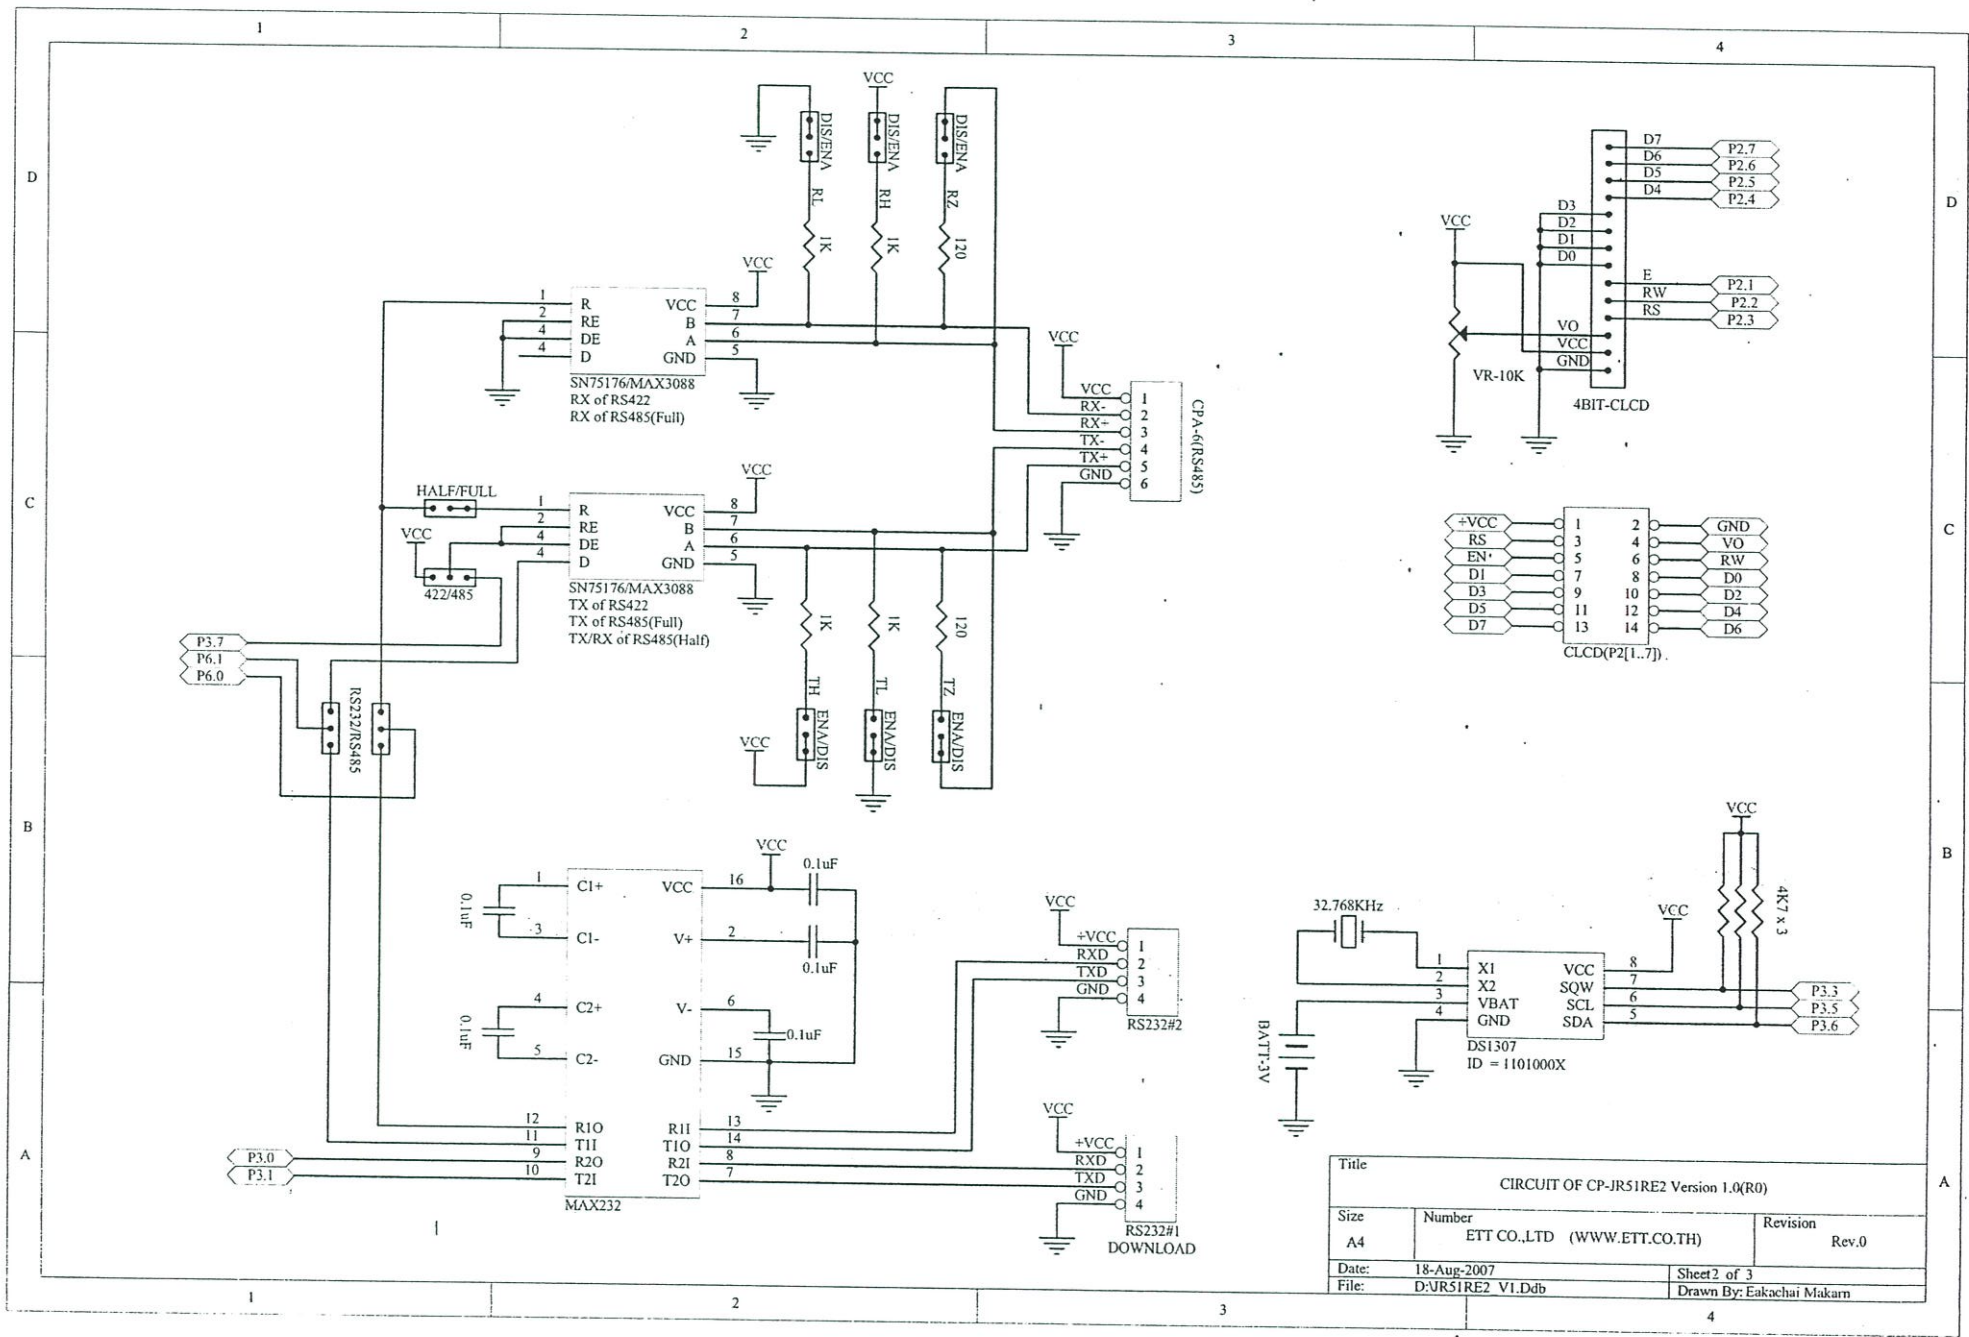 1
2
3
4
D
C
B
A
D
C
B
A
VCC
DIS/ENA
DIS/ENA
DIS/ENA
RL
RH
RZ
1K
1K
120
VCC
1 R VCC 8
2 RE B 7
4 DE A 6
4 D GND 5
SN75176/MAX3088
RX of RS422
RX of RS485(Full)
VCC
VCC 1
RX- 2
RX+ 3
TX- 4
TX+ 5
GND 6
CPA-6(RS485)
HALF/FULL
VCC
VCC
422/485
1 R VCC 8
2 RE B 7
4 DE A 6
4 D GND 5
SN75176/MAX3088
TX of RS422
TX of RS485(Full)
TX/RX of RS485(Half)
P3.7
P6.1
P6.0
RS232/RS485
1K
1K
120
TH
TL
TZ
ENA/DIS
ENA/DIS
ENA/DIS
VCC
VCC
0.1uF
0.1uF
0.1uF
0.1uF
0.1uF
1 C1+ VCC 16
3 C1- V+ 2
4 C2+ V- 6
5 C2- GND 15
12 R1O R1I 13
11 T1I T1O 14
9 R2O R2I 8
10 T2I T2O 7
MAX232
P3.0
P3.1
VCC
+VCC 1
RXD 2
TXD 3
GND 4
RS232#2
VCC
+VCC 1
RXD 2
TXD 3
GND 4
RS232#1
DOWNLOAD
D7 P2.7
D6 P2.6
D5 P2.5
D4 P2.4
D3
D2
D1
D0
E P2.1
RW P2.2
RS P2.3
VO
VCC
GND
VCC
VR-10K
4BIT-CLCD
+VCC 1 2 GND
RS 3 4 VO
EN 5 6 RW
D1 7 8 D0
D3 9 10 D2
D5 11 12 D4
D7 13 14 D6
CLCD(P2[1..7])
VCC
4K7 x 3
VCC
32.768KHz
1 X1 VCC 8
2 X2 SQW 7 P3.3
3 VBAT SCL 6 P3.5
4 GND SDA 5 P3.6
DS1307
ID = 1101000X
BATT-3V
Title
CIRCUIT OF CP-JR51RE2 Version 1.0(R0)
Size
A4
Number
ETT CO.,LTD (WWW.ETT.CO.TH)
Revision
Rev.0
Date: 18-Aug-2007
Sheet2 of 3
File: D:\JR51RE2_V1.Ddb
Drawn By: Eakachai Makarn
1
2
3
4